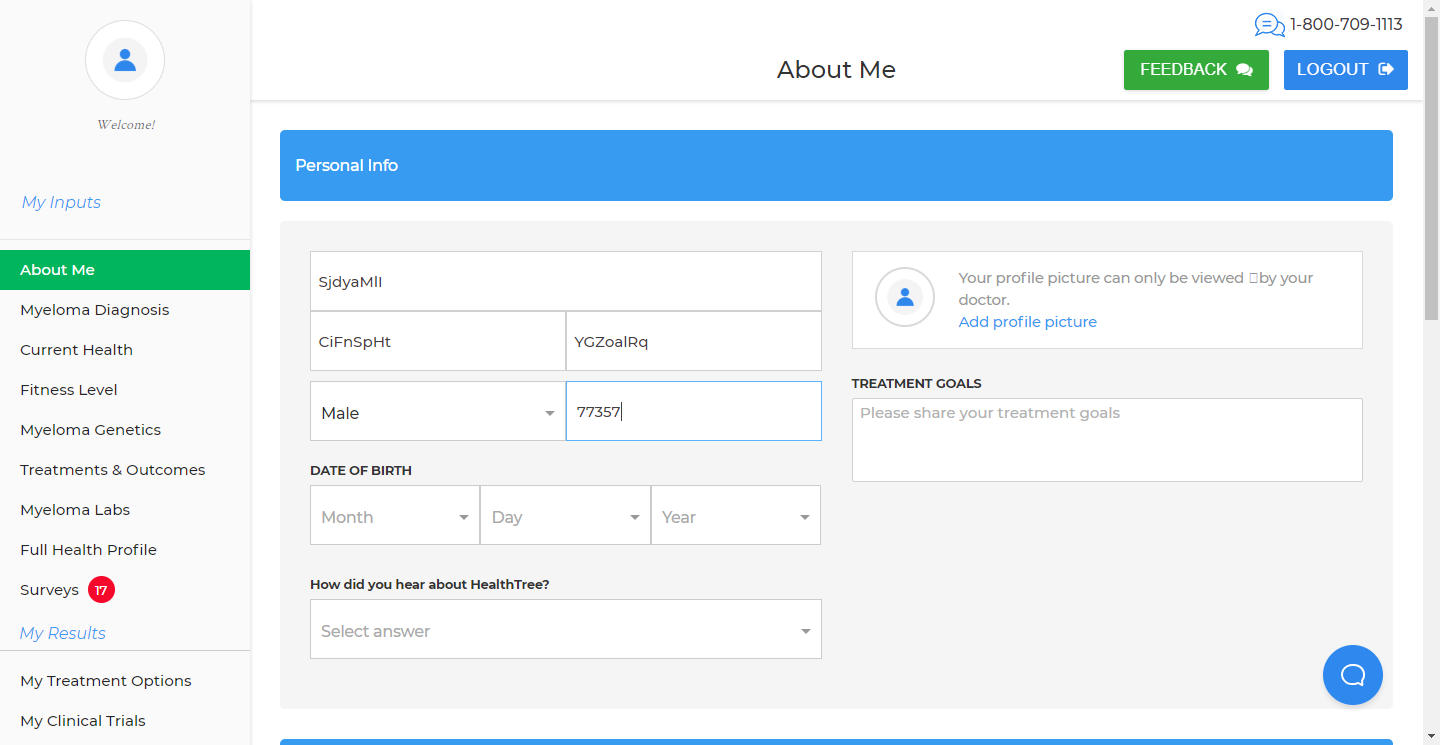 1-800-709-1113
About Me
FEEDBACK
LOGOUT
Welcome!
My Inputs
About Me
Myeloma Diagnosis
Current Health
Fitness Level
Myeloma Genetics
Treatments & Outcomes
Myeloma Labs
Full Health Profile
Surveys 17
My Results
My Treatment Options
My Clinical Trials
Personal Info
SjdyaMlI
CiFnSpHt YGZoalRq
Male 77357
DATE OF BIRTH
Month Day Year
How did you hear about HealthTree?
Select answer
Your profile picture can only be viewed by your
doctor.
Add profile picture
TREATMENT GOALS
Please share your treatment goals